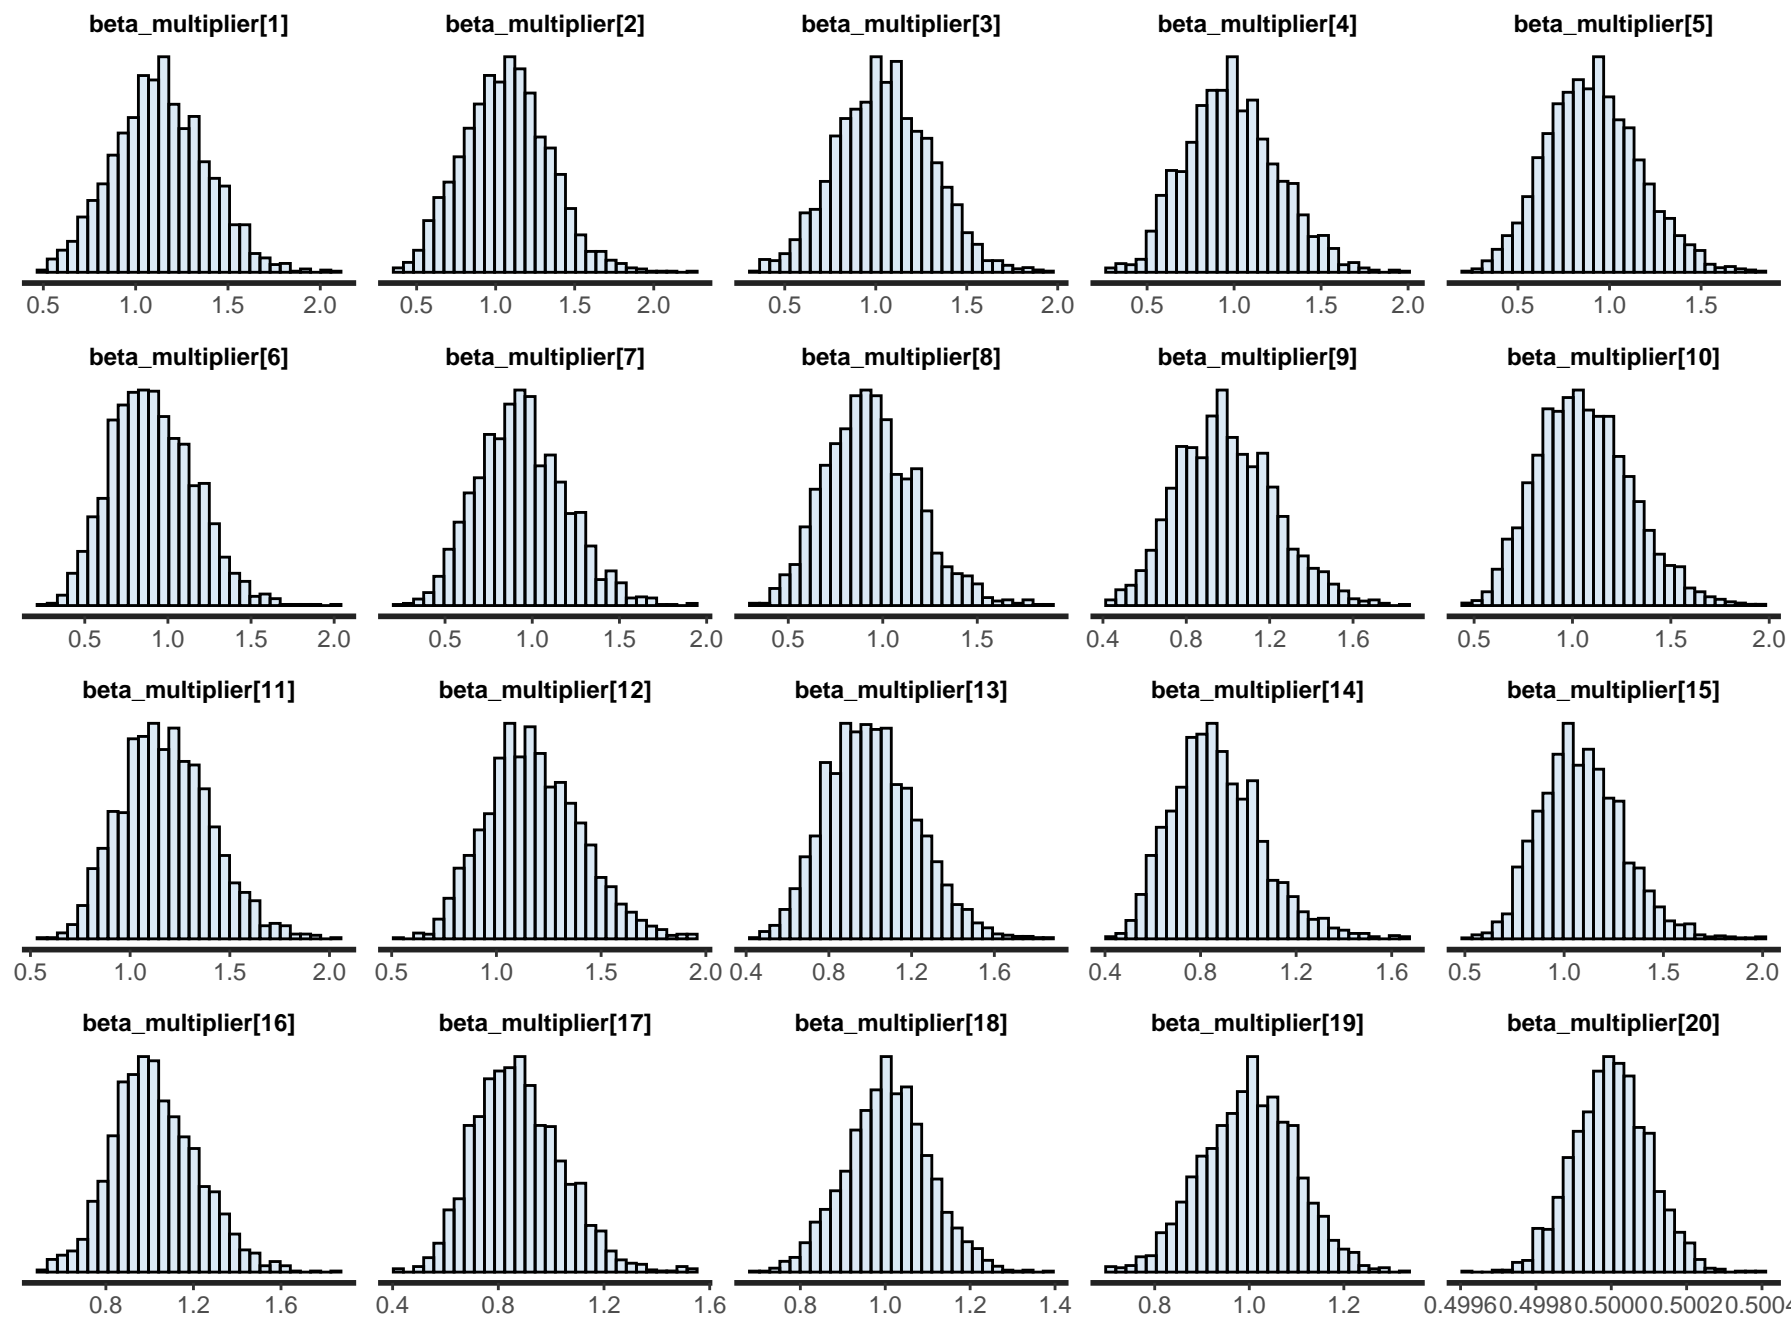 beta_multiplier[1] beta_multiplier[2] beta_multiplier[3] beta_multiplier[4] beta_multiplier[5]
0.5 1.0 1.5 2.0 0.5 1.0 1.5 2.0 0.5 1.0 1.5 2.0 0.5 1.0 1.5 2.0 0.5 1.0 1.5
beta_multiplier[6] beta_multiplier[7] beta_multiplier[8] beta_multiplier[9] beta_multiplier[10]
0.5 1.0 1.5 2.0 0.5 1.0 1.5 2.0 0.5 1.0 1.5 0.4 0.8 1.2 1.6 0.5 1.0 1.5 2.0
beta_multiplier[11] beta_multiplier[12] beta_multiplier[13] beta_multiplier[14] beta_multiplier[15]
0.5 1.0 1.5 2.0 0.5 1.0 1.5 2.0 0.4 0.8 1.2 1.6 0.4 0.8 1.2 1.6 0.5 1.0 1.5 2.0
beta_multiplier[16] beta_multiplier[17] beta_multiplier[18] beta_multiplier[19] beta_multiplier[20]
0.8 1.2 1.6 0.4 0.8 1.2 1.6 0.8 1.0 1.2 1.4 0.8 1.0 1.2 0.4996 0.4998 0.5000 0.5002 0.5004